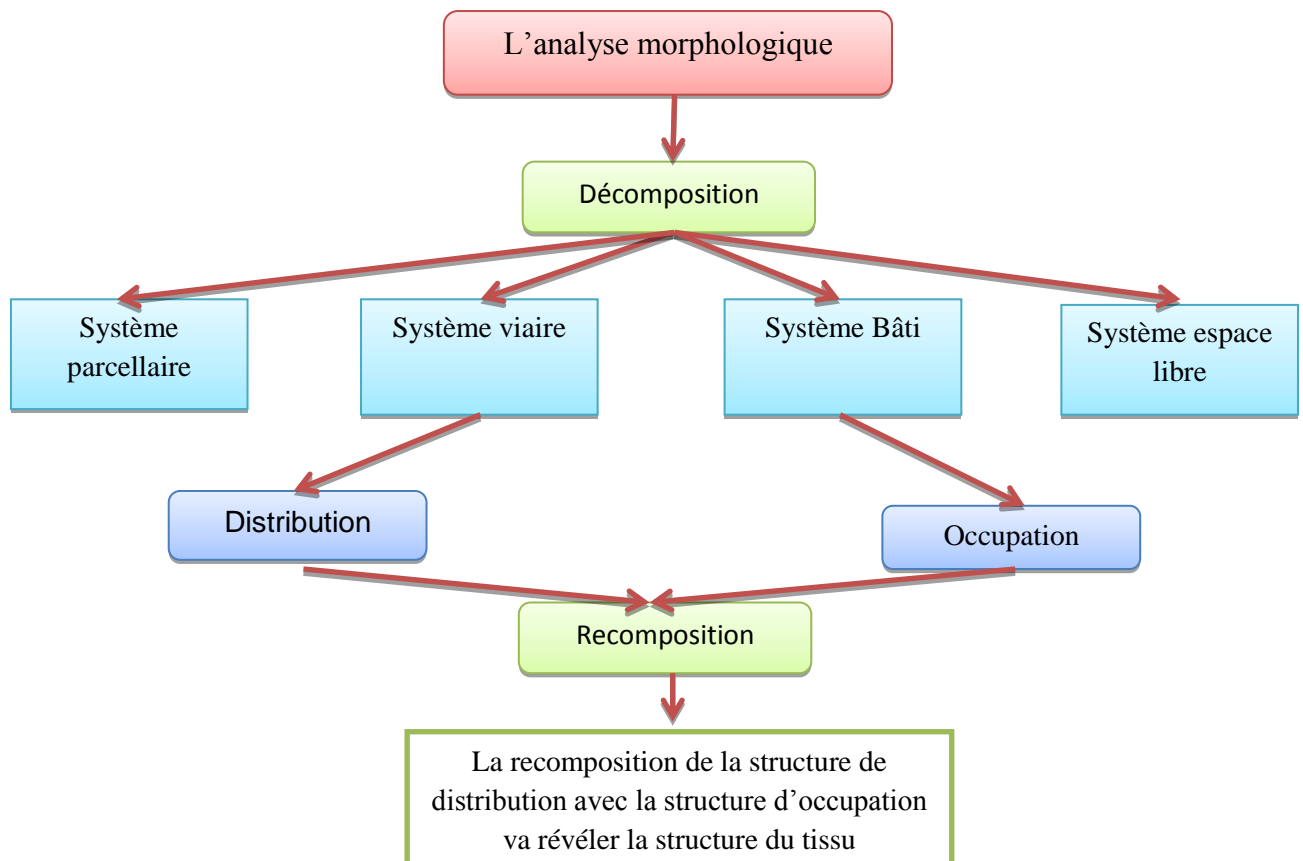 L’analyse morphologique
Décomposition
Système
parcellaire
Système viaire
Système Bâti
Système espace
libre
Distribution
Occupation
Recomposition
La recomposition de la structure de
distribution avec la structure d’occupation
va révéler la structure du tissu